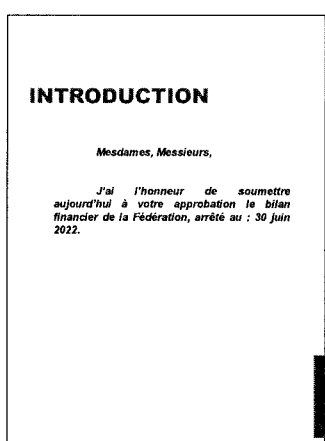 INTRODUCTION
Mesdames, Messieurs,
J'ai l'honneur de soumettre
aujourd'hui à votre approbation le bilan
financier de la Fédération, arrêté au : 30 juin
2022.